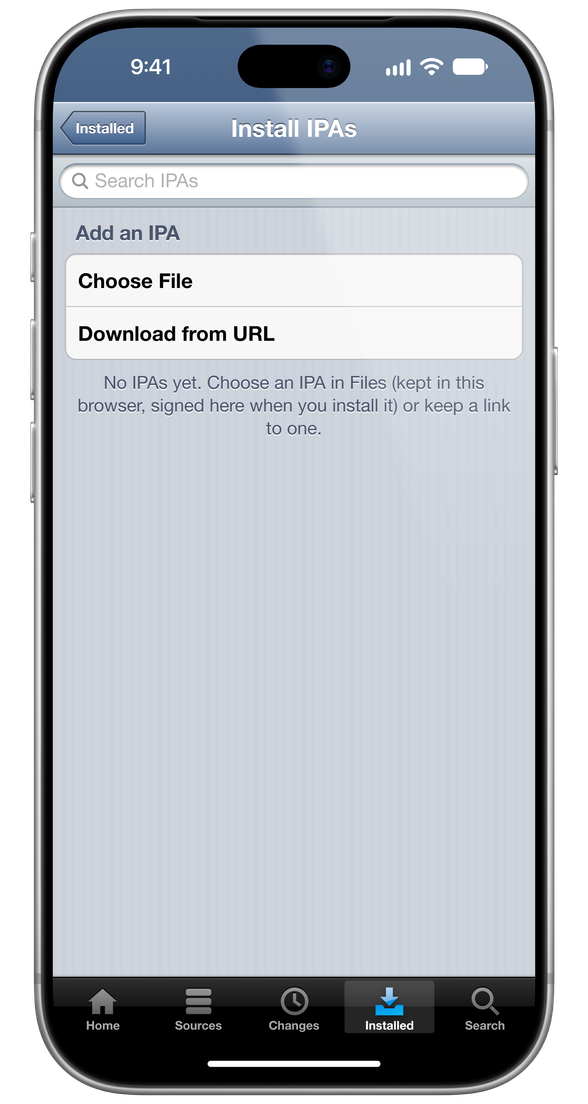 9:41
Installed
Install IPAs
Search IPAs
Add an IPA
Choose File
Download from URL
No IPAs yet. Choose an IPA in Files (kept in this
browser, signed here when you install it) or keep a link
to one.
Home
Sources
Changes
Installed
Search